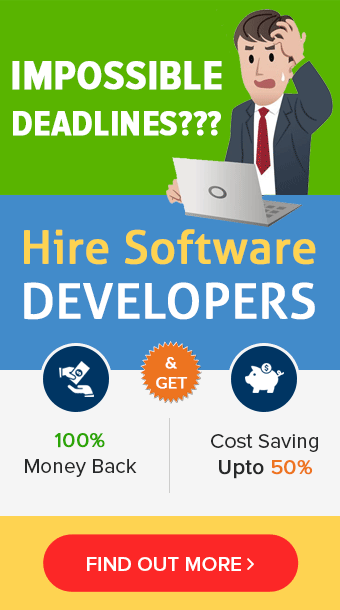 IMPOSSIBLE
DEADLINES???
Hire Software
DEVELOPERS
&
GET
100%
Money Back
Cost Saving
Upto 50%
FIND OUT MORE >